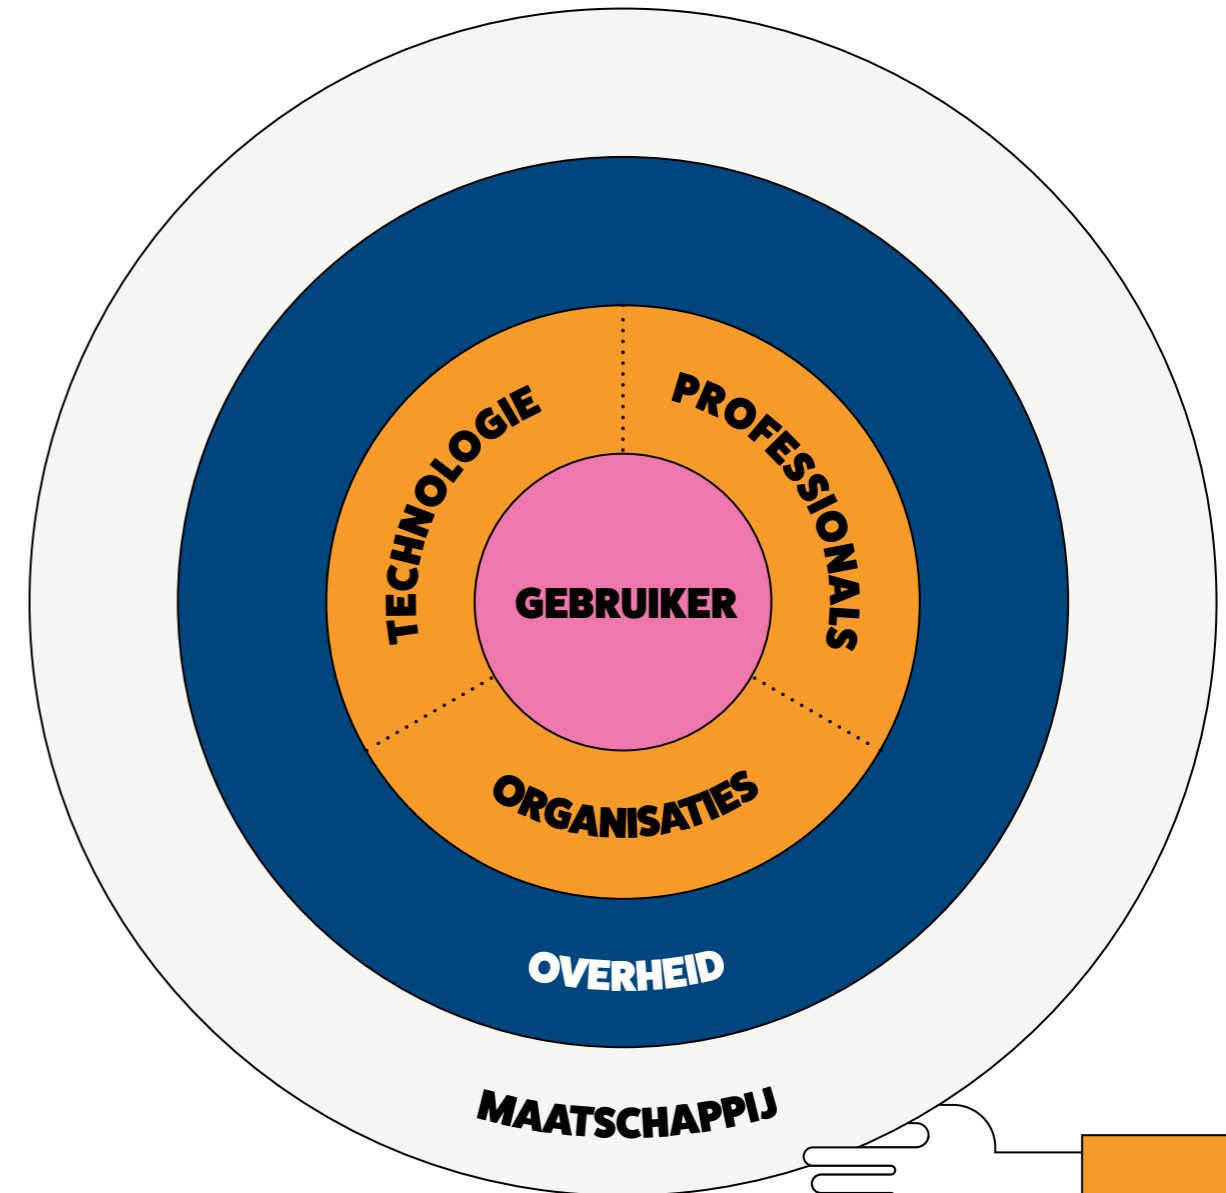 TECHNOLOGIE
PROFESSIONALS
GEBRUIKER
ORGANISATIES
OVERHEID
MAATSCHAPPIJ